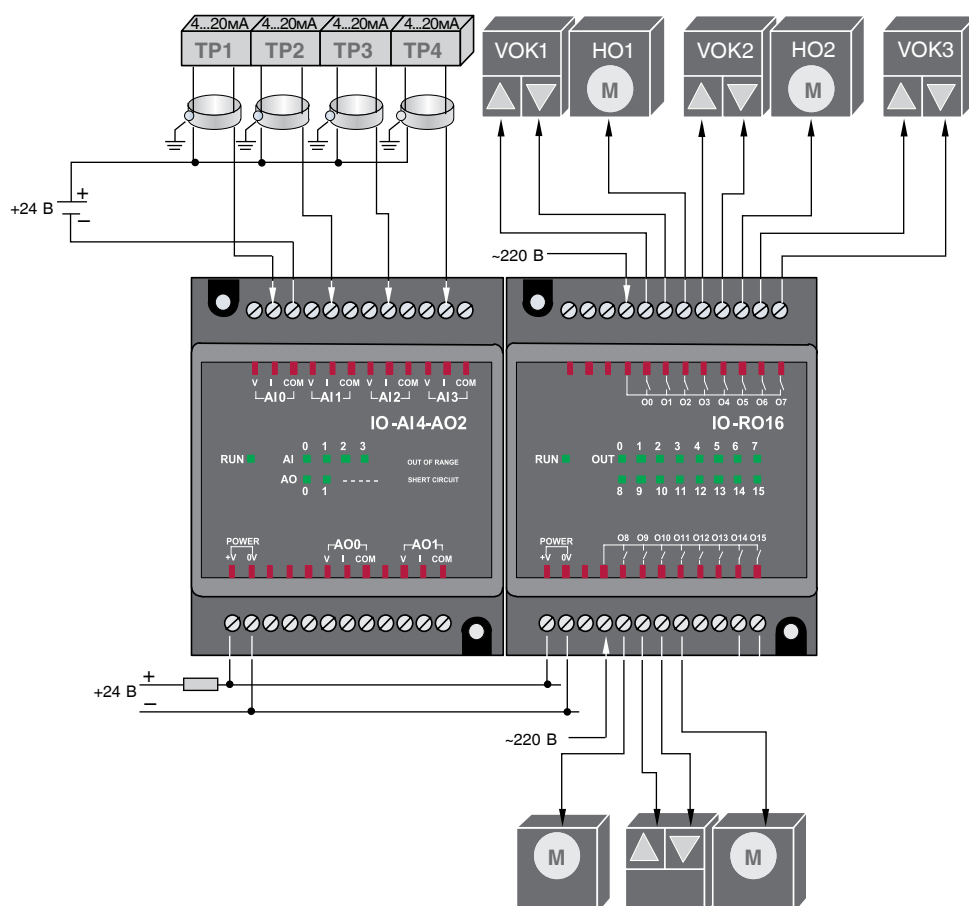 4...20мА 4...20мА 4...20мА 4...20мА
TP1 TP2 TP3 TP4
VOK1 HO1 VOK2 HO2 VOK3
M M
+
+24 В
–
~220 В
V I COM V I COM V I COM V I COM
AI0 AI1 AI2 AI3
O0 O1 O2 O3 O4 O5 O6 O7
IO-AI4-AO2
IO-RO16
0 1 2 3
RUN AI OUT OF RANGE
AO ----- SHERT CIRCUIT
0 1
0 1 2 3 4 5 6 7
RUN OUT
8 9 10 11 12 13 14 15
POWER
+V 0V
AO0 AO1
V I COM V I COM
O8 O9 O10 O11 O12 O13 O14 O15
POWER
+V 0V
+
+24 В
–
~220 В
M M